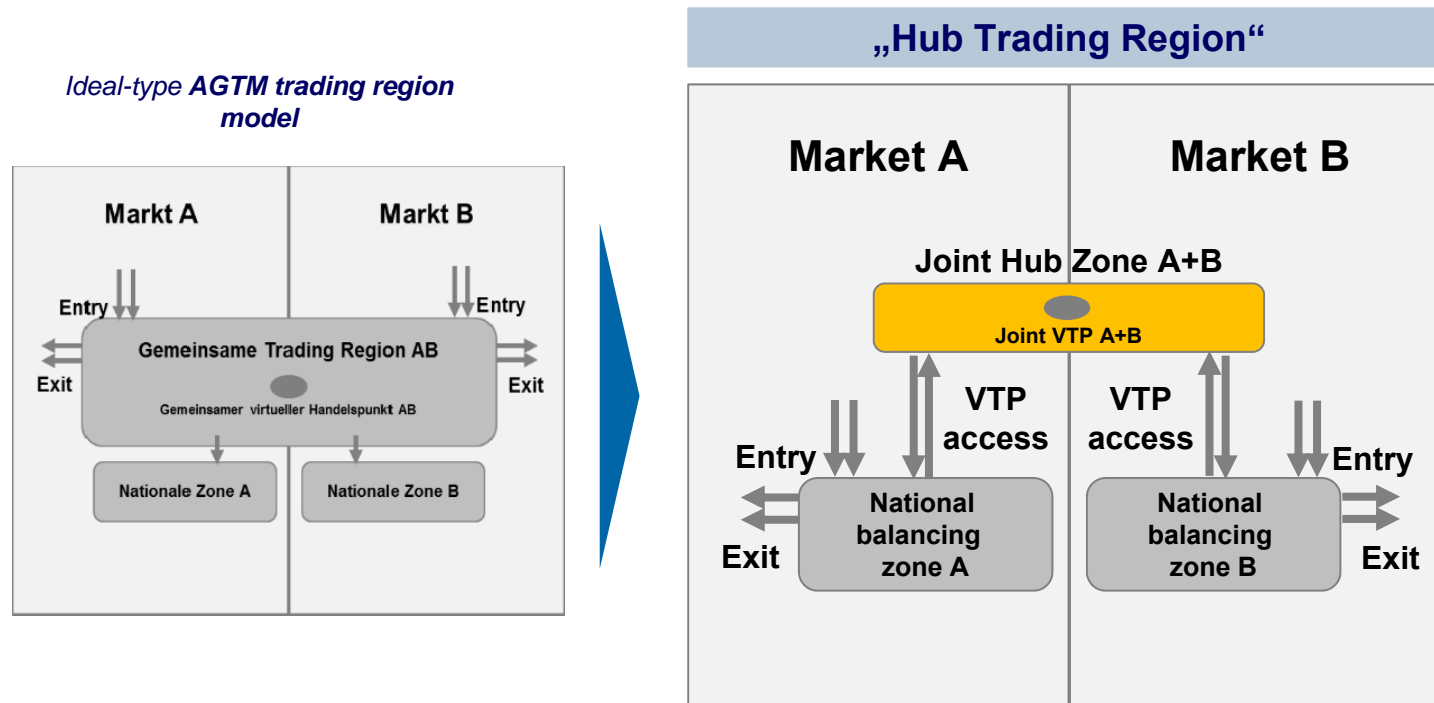 Ideal-type AGTM trading region
model
Markt A
Markt B
Entry
Entry
Gemeinsame Trading Region AB
Exit
Exit
Gemeinsamer virtueller Handelspunkt AB
Nationale Zone A
Nationale Zone B
„Hub Trading Region“
Market A
Market B
Joint Hub Zone A+B
Joint VTP A+B
VTP
access
VTP
access
Entry
Entry
National
balancing
zone A
National
balancing
zone B
Exit
Exit